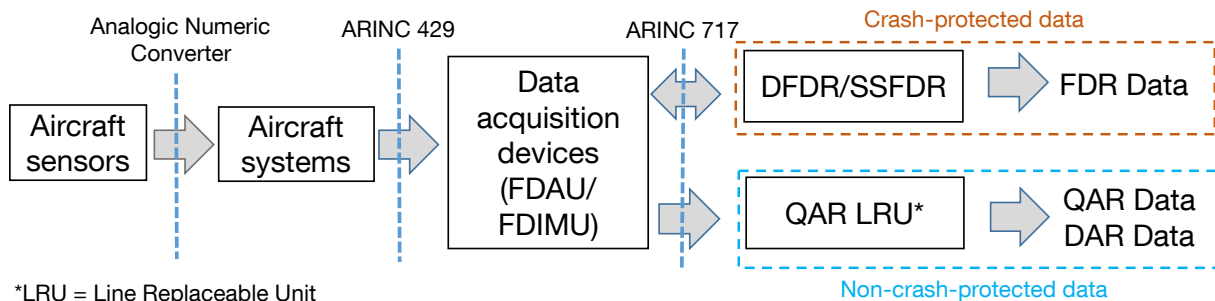 Analogic Numeric
Converter
ARINC 429
ARINC 717
Crash-protected data
Aircraft
sensors
Aircraft
systems
Data
acquisition
devices
(FDAU/
FDIMU)
DFDR/SSFDR
FDR Data
QAR LRU*
QAR Data
DAR Data
*LRU = Line Replaceable Unit
Non-crash-protected data